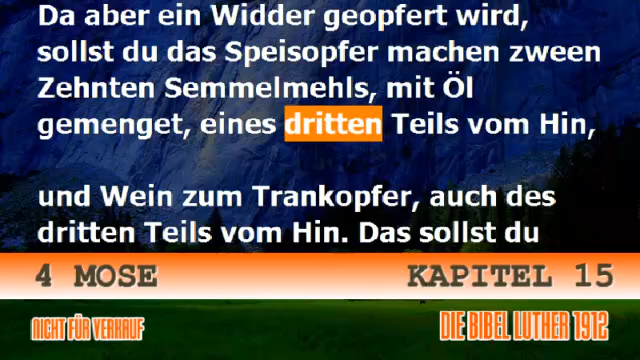 Da aber ein Widder geopfert wird,
sollst du das Speisopfer machen zween
Zehnten Semmelmehls, mit Öl
gemenget, eines dritten Teils vom Hin,
und Wein zum Trankopfer, auch des
dritten Teils vom Hin. Das sollst du
4 MOSE KAPITEL 15
NICHT FÜR VERKAUF DIE BIBEL LUTHER 1912